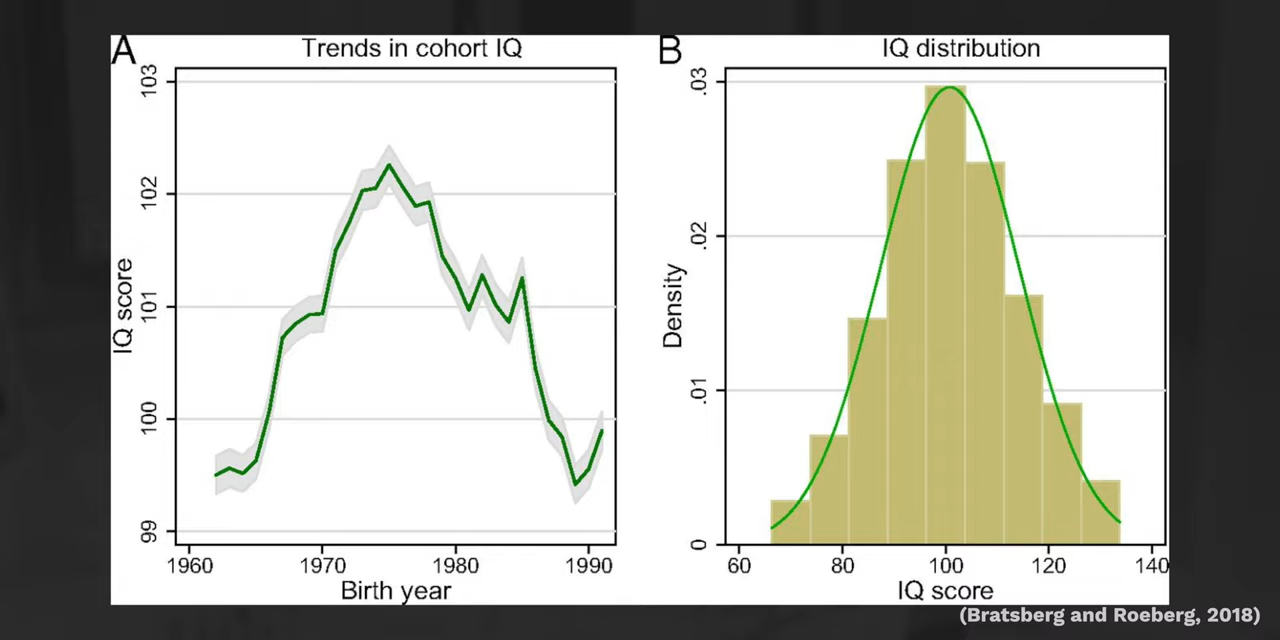 A
Trends in cohort IQ
IQ score
103
102
101
100
99
1960 1970 1980 1990
Birth year
B
IQ distribution
Density
.03
.02
.01
0
60 80 100 120 140
IQ score
(Bratsberg and Roeberg, 2018)